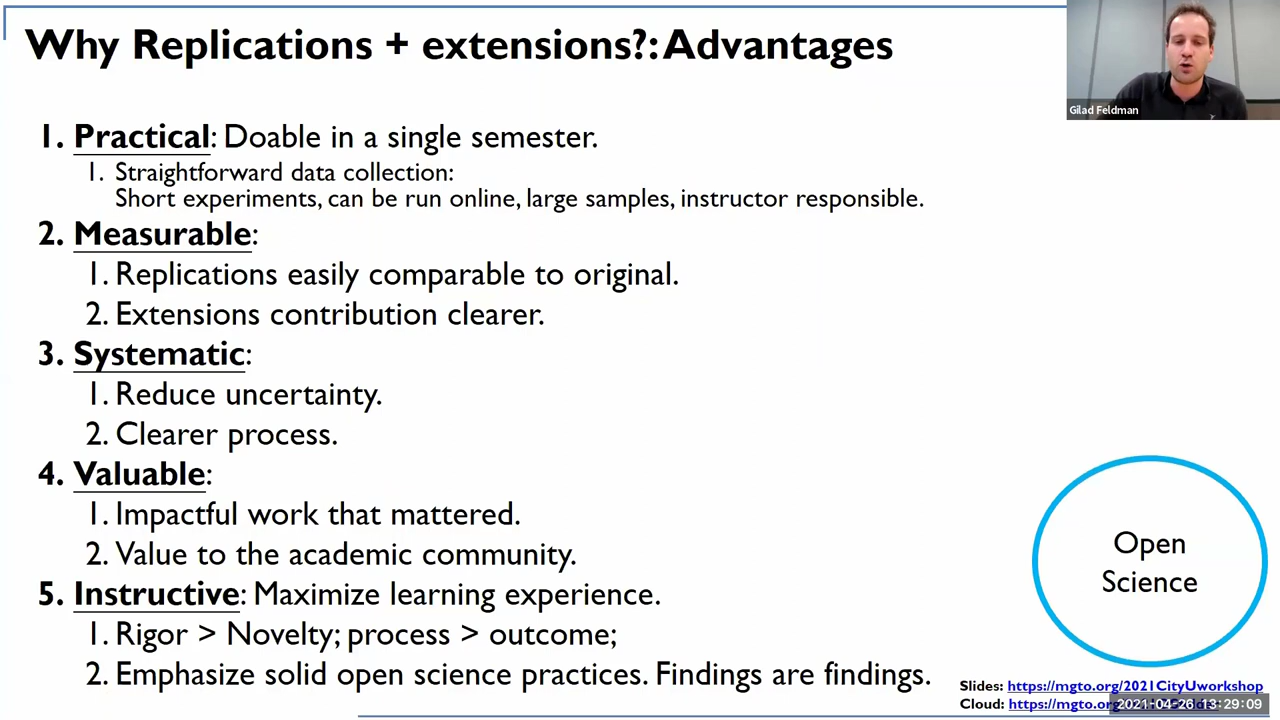 Why Replications + extensions?: Advantages
Gilad Feldman
1. Practical: Doable in a single semester.
1. Straightforward data collection:
Short experiments, can be run online, large samples, instructor responsible.
2. Measurable:
1. Replications easily comparable to original.
2. Extensions contribution clearer.
3. Systematic:
1. Reduce uncertainty.
2. Clearer process.
4. Valuable:
1. Impactful work that mattered.
2. Value to the academic community.
5. Instructive: Maximize learning experience.
1. Rigor > Novelty; process > outcome;
2. Emphasize solid open science practices. Findings are findings.
Open
Science
Slides: https://mgto.org/2021CityUworkshop
Cloud: https://mgto.org
2021-04-26 13:29:09